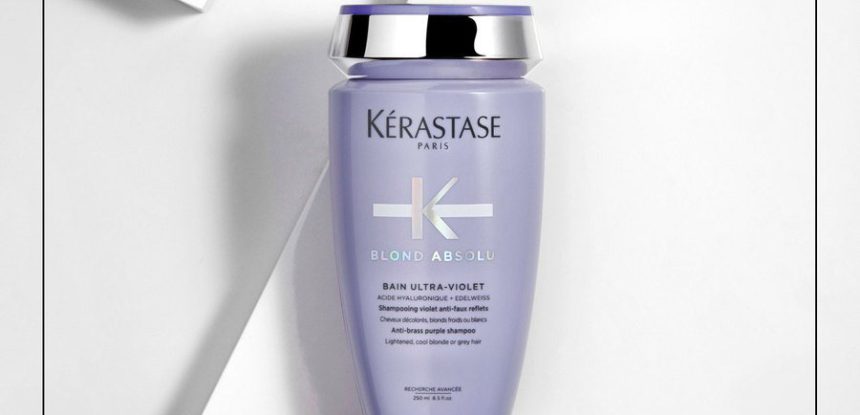 KÉRASTASE
PARIS
K
BLOND ABSOLU
BAIN ULTRA-VIOLET
ACIDE HYALURONIQUE + EDELWEISS
Shampooing violet anti-faux reflets
Cheveux décolorés, blonds froids ou blancs
Anti-brass purple shampoo
Lightened, cool blonde or grey hair
RECHERCHE AVANCÉE
250 ml 8.5 fl.oz